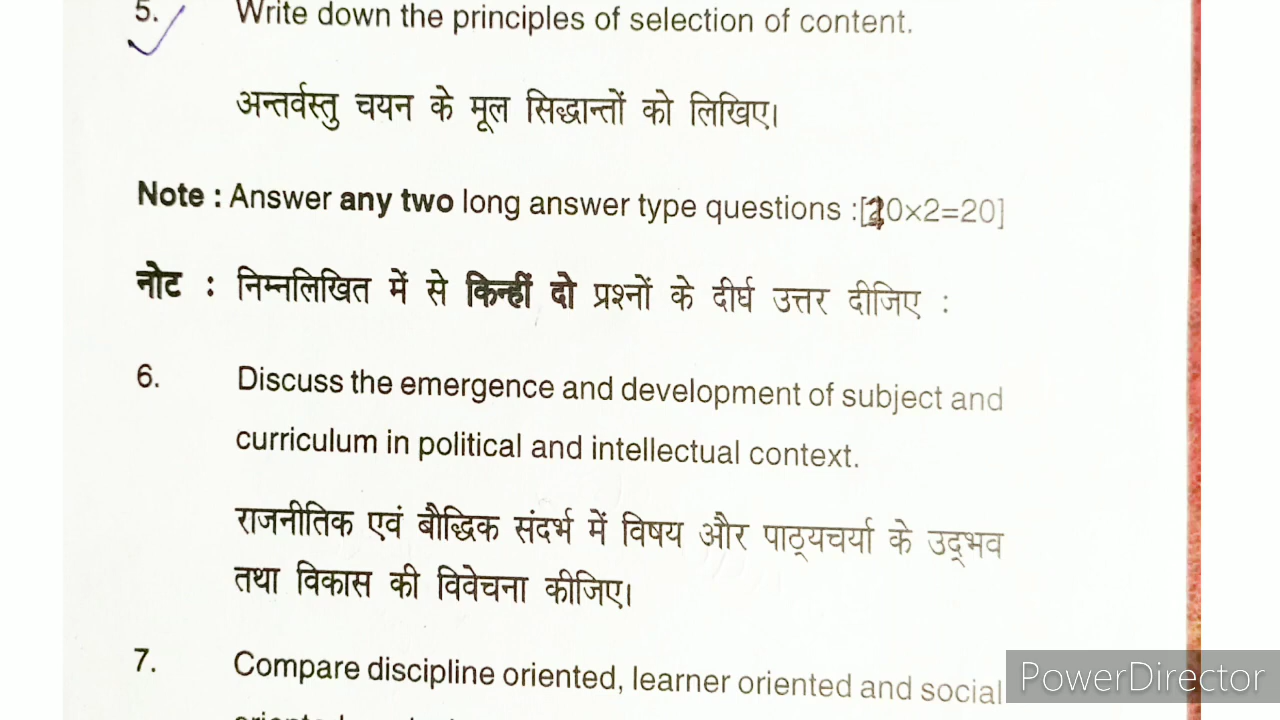 5. Write down the principles of selection of content.
अन्तर्वस्तु चयन के मूल सिद्धान्तों को लिखिए।
Note : Answer any two long answer type questions :[10×2=20]
नोट : निम्नलिखित में से किन्हीं दो प्रश्नों के दीर्घ उत्तर दीजिए :
6. Discuss the emergence and development of subject and
curriculum in political and intellectual context.
राजनीतिक एवं बौद्धिक संदर्भ में विषय और पाठ्यचर्या के उद्भव
तथा विकास की विवेचना कीजिए।
7. Compare discipline oriented, learner oriented and social
PowerDirector